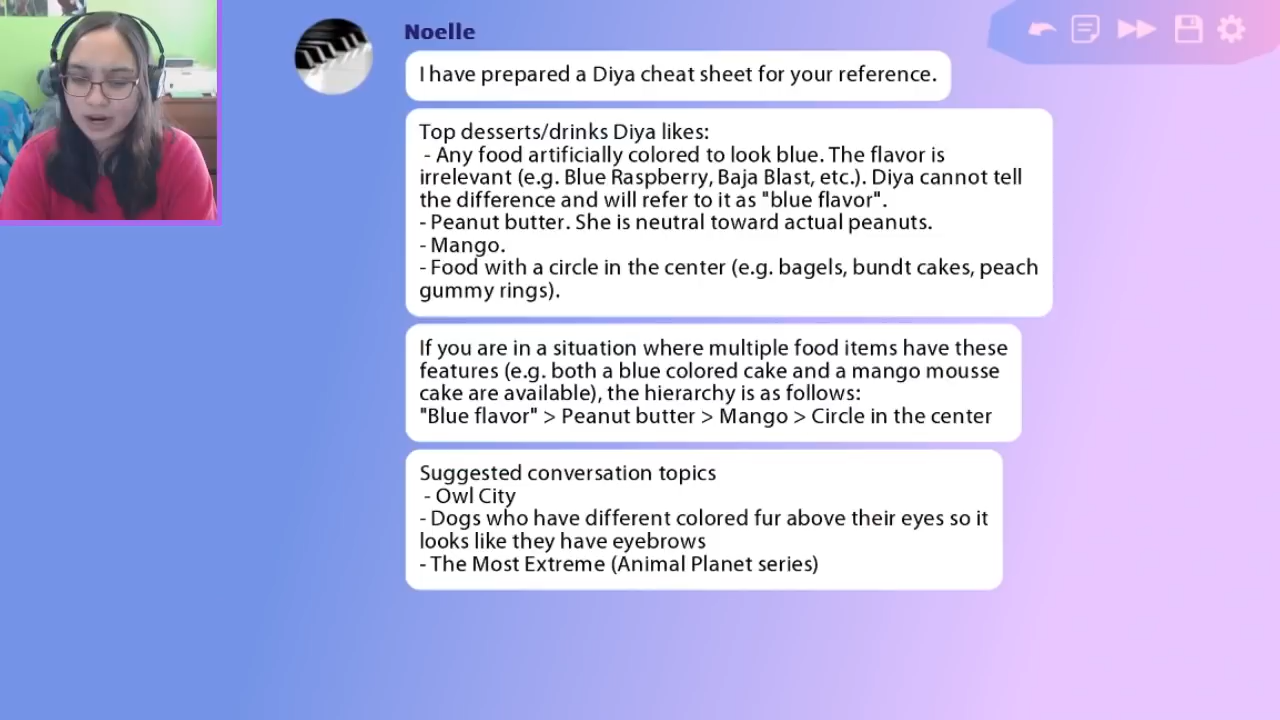 Noelle
I have prepared a Diya cheat sheet for your reference.
Top desserts/drinks Diya likes:
- Any food artificially colored to look blue. The flavor is
irrelevant (e.g. Blue Raspberry, Baja Blast, etc.). Diya cannot tell
the difference and will refer to it as "blue flavor".
- Peanut butter. She is neutral toward actual peanuts.
- Mango.
- Food with a circle in the center (e.g. bagels, bundt cakes, peach
gummy rings).
If you are in a situation where multiple food items have these
features (e.g. both a blue colored cake and a mango mousse
cake are available), the hierarchy is as follows:
"Blue flavor" > Peanut butter > Mango > Circle in the center
Suggested conversation topics
- Owl City
- Dogs who have different colored fur above their eyes so it
looks like they have eyebrows
- The Most Extreme (Animal Planet series)